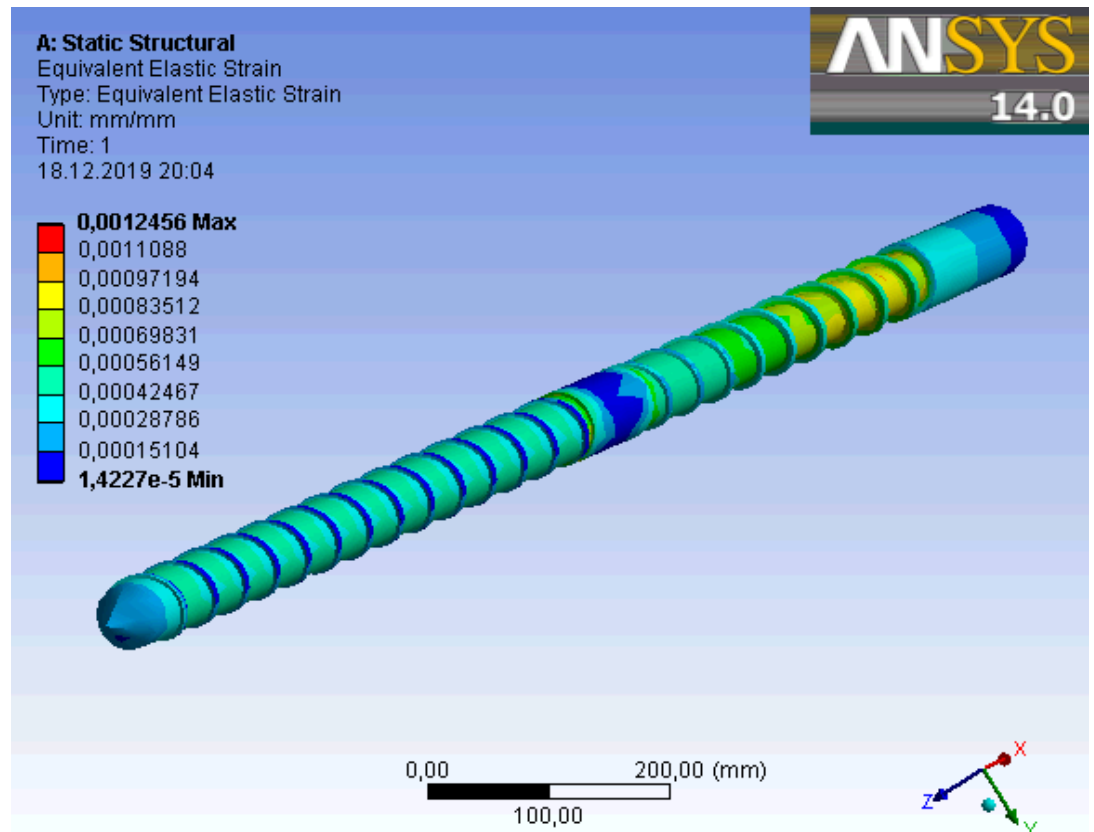 A: Static Structural
Equivalent Elastic Strain
Type: Equivalent Elastic Strain
Unit: mm/mm
Time: 1
18.12.2019 20:04
ANSYS
14.0
0,0012456 Max
0,0011088
0,00097194
0,00083512
0,00069831
0,00056149
0,00042467
0,00028786
0,00015104
1,4227e-5 Min
0,00
200,00 (mm)
100,00
X
Z
Y